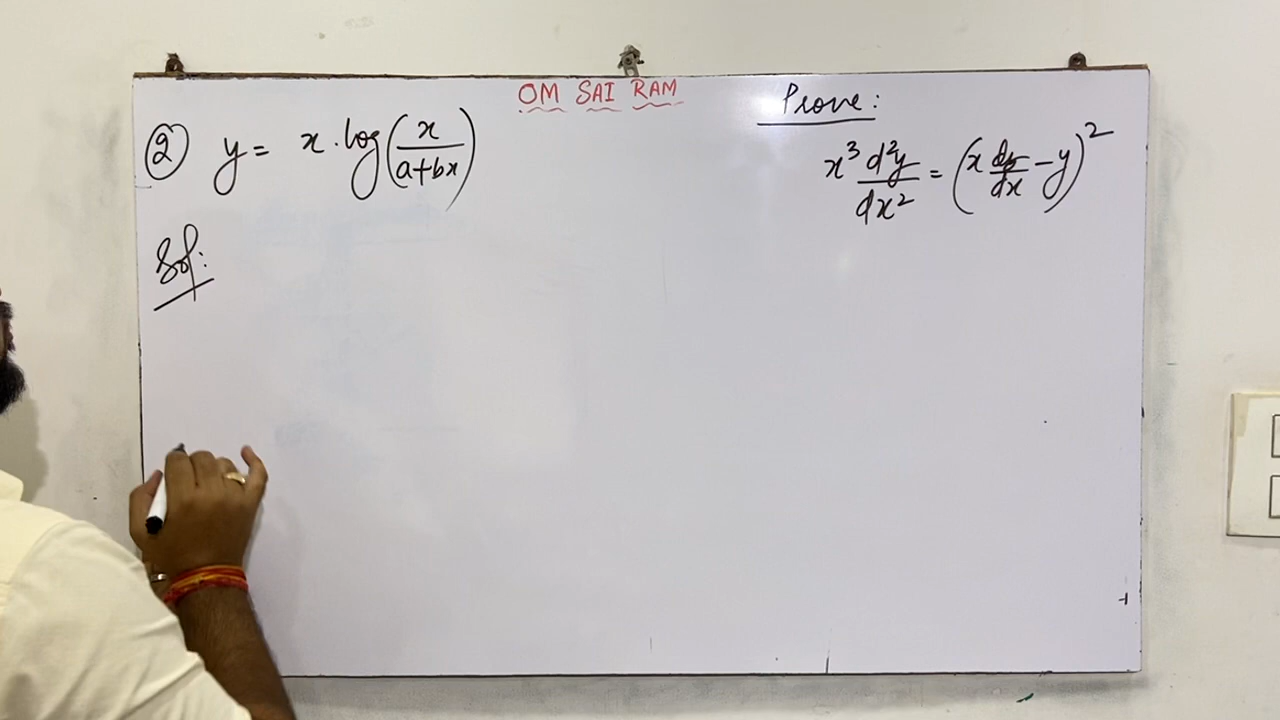 OM SAI RAM
Prove:
② y = x · log(x/(a+bx))
x³ d²y/dx² = (x dy/dx − y)²
Sol: